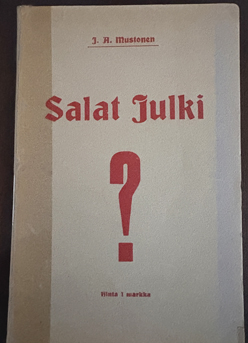 J. A. Mustonen
Salat Julki
?
Hinta 1 markka